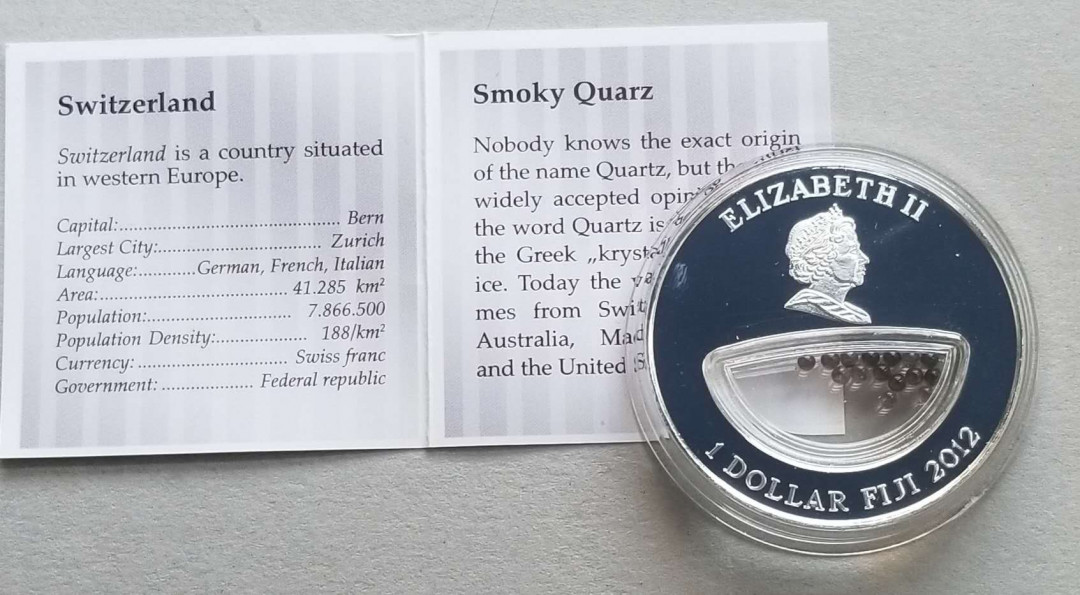 Switzerland
Switzerland is a country situated
in western Europe.
Capital:.......................................... Bern
Largest City:.............................. Zurich
Language:...........German, French, Italian
Area:................................... 41.285 km²
Population:........................... 7.866.500
Population Density:................. 188/km²
Currency: ............................ Swiss franc
Government: ................. Federal republic
Smoky Quarz
Nobody knows the exact origin
of the name Quartz, but
widely accepted
the word Quartz is
the Greek „
ice. Today the
mes from
Australia,
and the United
ELIZABETH II
1 DOLLAR FIJI 2012